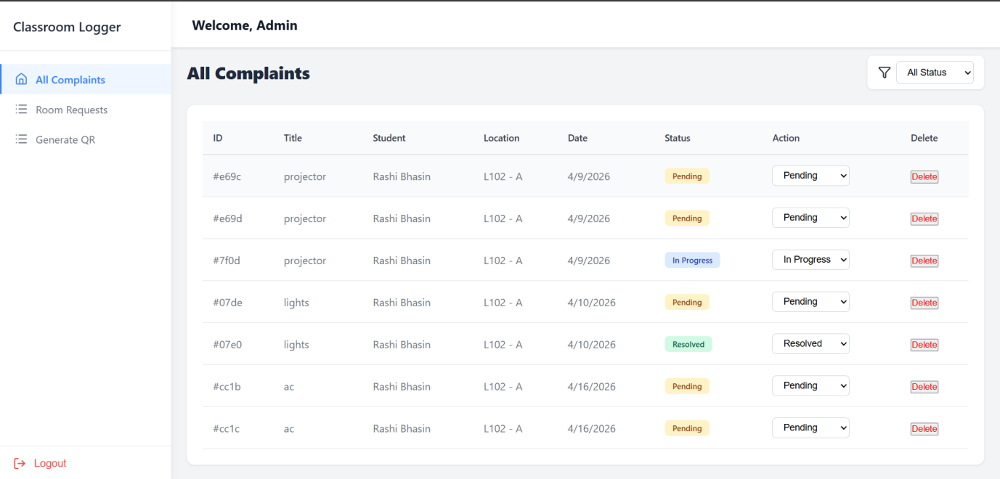 Classroom Logger
Welcome, Admin
All Complaints
Room Requests
Generate QR
Logout
All Complaints
All Status
ID Title Student Location Date Status Action Delete
#e69c projector Rashi Bhasin L102 - A 4/9/2026 Pending Pending Delete
#e69d projector Rashi Bhasin L102 - A 4/9/2026 Pending Pending Delete
#7f0d projector Rashi Bhasin L102 - A 4/9/2026 In Progress In Progress Delete
#07de lights Rashi Bhasin L102 - A 4/10/2026 Pending Pending Delete
#07e0 lights Rashi Bhasin L102 - A 4/10/2026 Resolved Resolved Delete
#cc1b ac Rashi Bhasin L102 - A 4/16/2026 Pending Pending Delete
#cc1c ac Rashi Bhasin L102 - A 4/16/2026 Pending Pending Delete